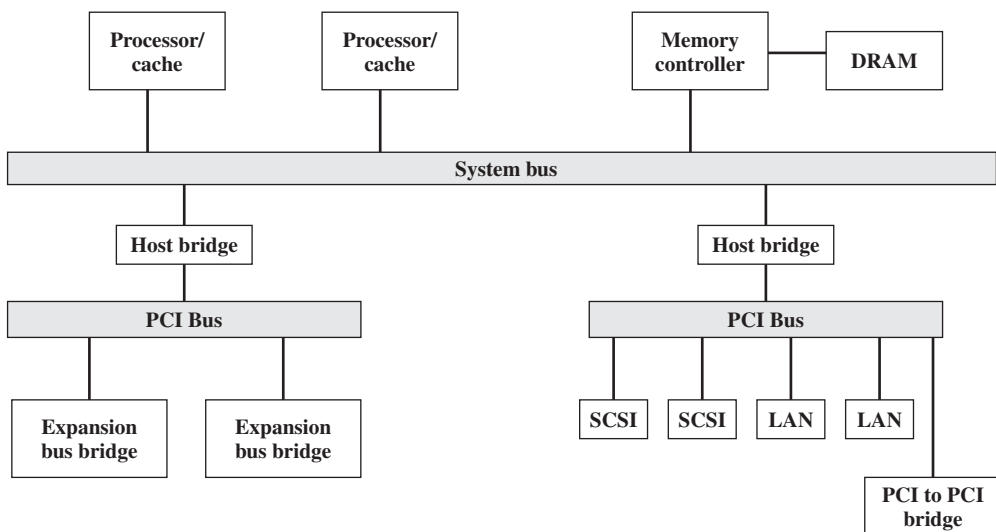 Processor/
cache
Processor/
cache
Memory
controller
DRAM
System bus
Host bridge
Host bridge
PCI Bus
PCI Bus
Expansion
bus bridge
Expansion
bus bridge
SCSI
SCSI
LAN
LAN
PCI to PCI
bridge